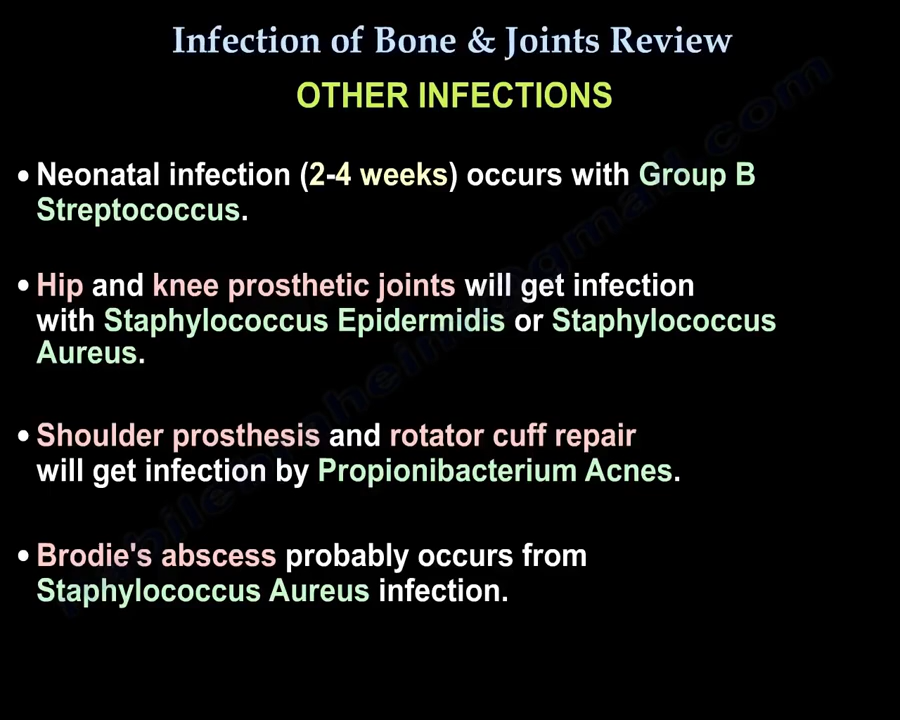 Infection of Bone & Joints Review
OTHER INFECTIONS
• Neonatal infection (2-4 weeks) occurs with Group B
Streptococcus.
• Hip and knee prosthetic joints will get infection
with Staphylococcus Epidermidis or Staphylococcus
Aureus.
• Shoulder prosthesis and rotator cuff repair
will get infection by Propionibacterium Acnes.
• Brodie's abscess probably occurs from
Staphylococcus Aureus infection.